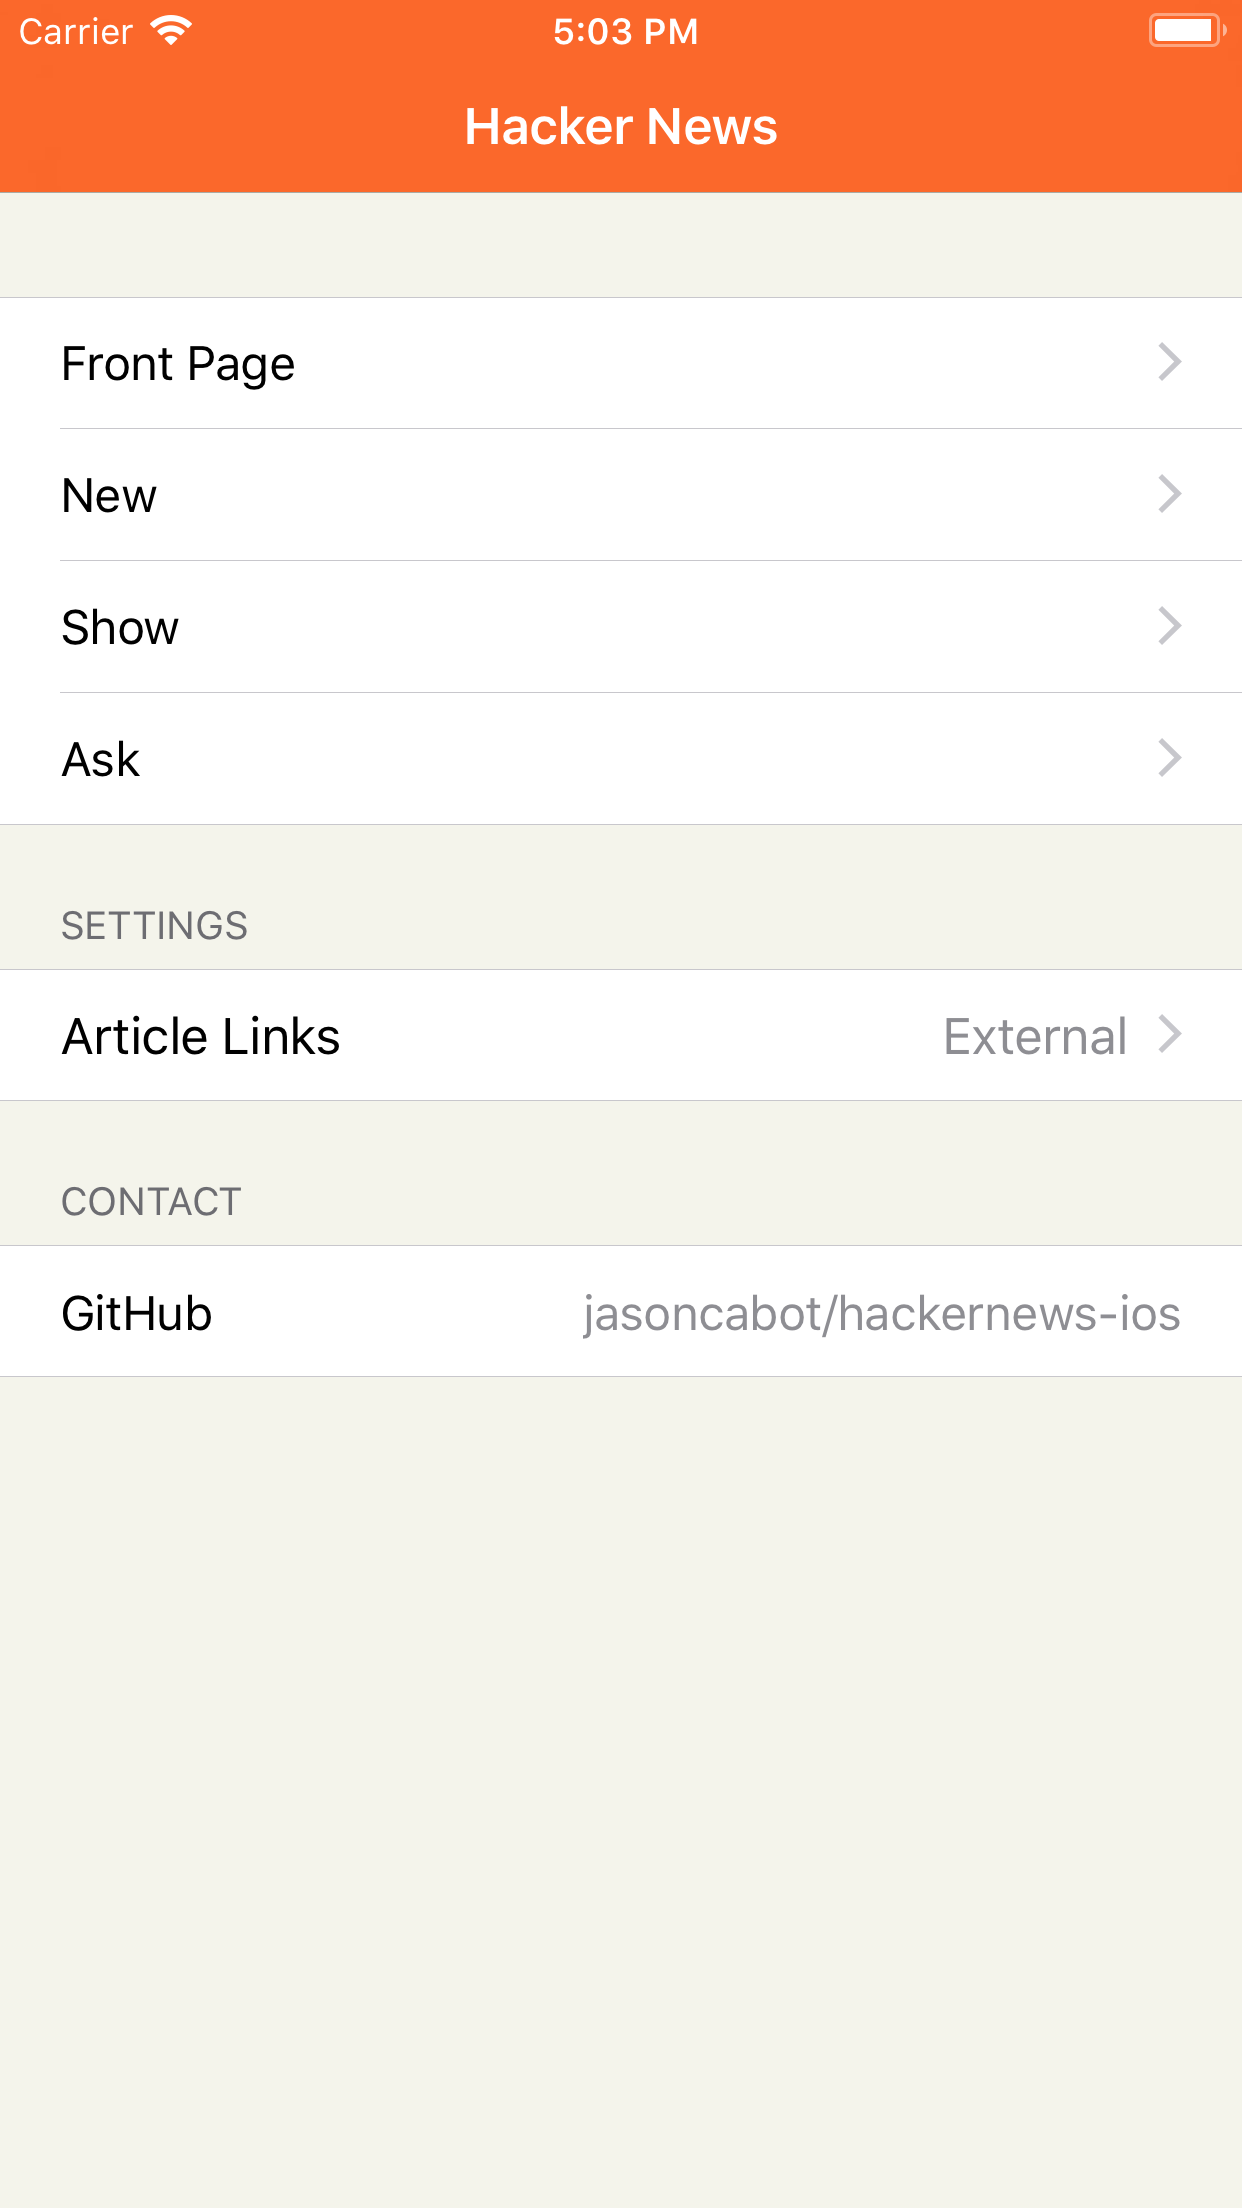 Carrier 5:03 PM
Hacker News
Front Page
New
Show
Ask
SETTINGS
Article Links External
CONTACT
GitHub jasoncabot/hackernews-ios